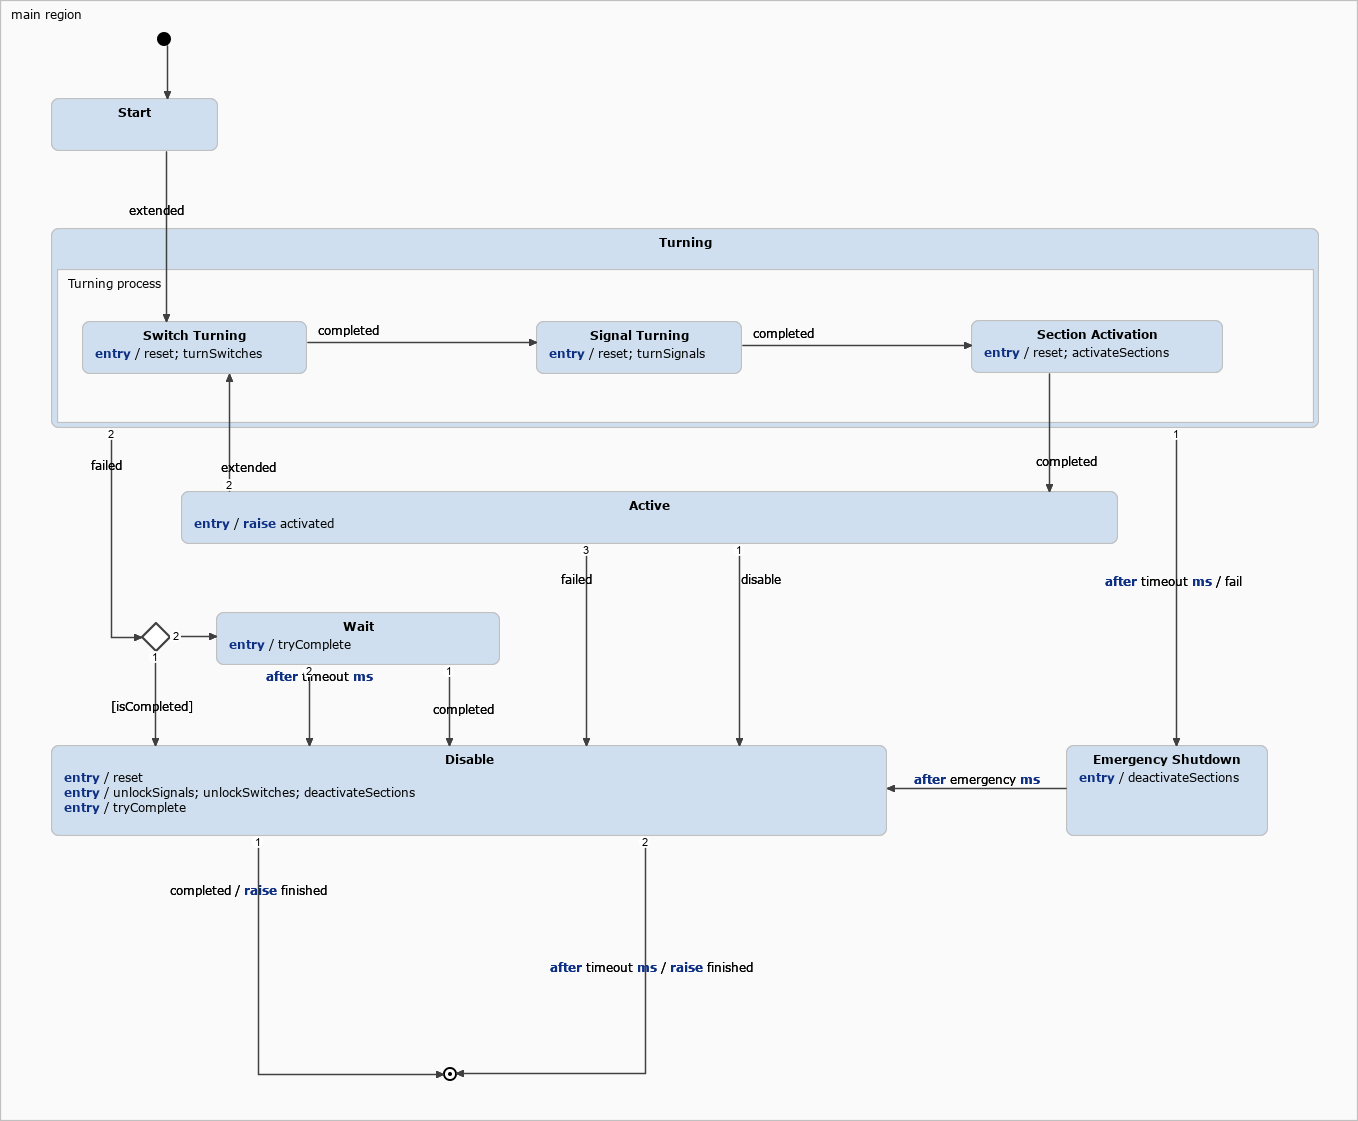 main region
Start
extended
Turning
Turning process
Switch Turning
entry / reset; turnSwitches
completed
Signal Turning
entry / reset; turnSignals
completed
Section Activation
entry / reset; activateSections
2
failed
extended
2
completed
1
Active
entry / raise activated
3
failed
1
disable
after timeout ms / fail
2
1
[isCompleted]
Wait
entry / tryComplete
2
after timeout ms
1
completed
Disable
entry / reset
entry / unlockSignals; unlockSwitches; deactivateSections
entry / tryComplete
after emergency ms
Emergency Shutdown
entry / deactivateSections
1
completed / raise finished
2
after timeout ms / raise finished